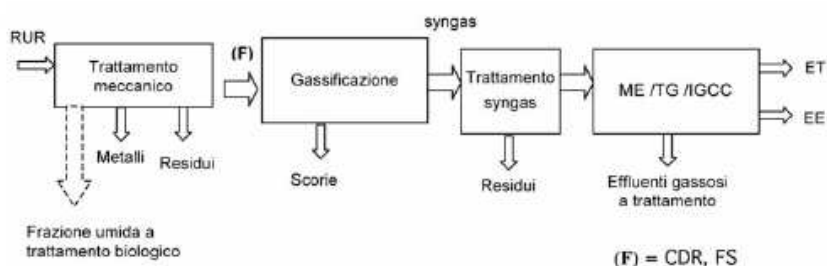 syngas
RUR
Trattamento
meccanico
(F)
Gassificazione
Trattamento
syngas
ME /TG /IGCC
ET
EE
Metalli
Residui
Scorie
Residui
Effluenti gassosi
a trattamento
Frazione umida a
trattamento biologico
(F) = CDR, FS